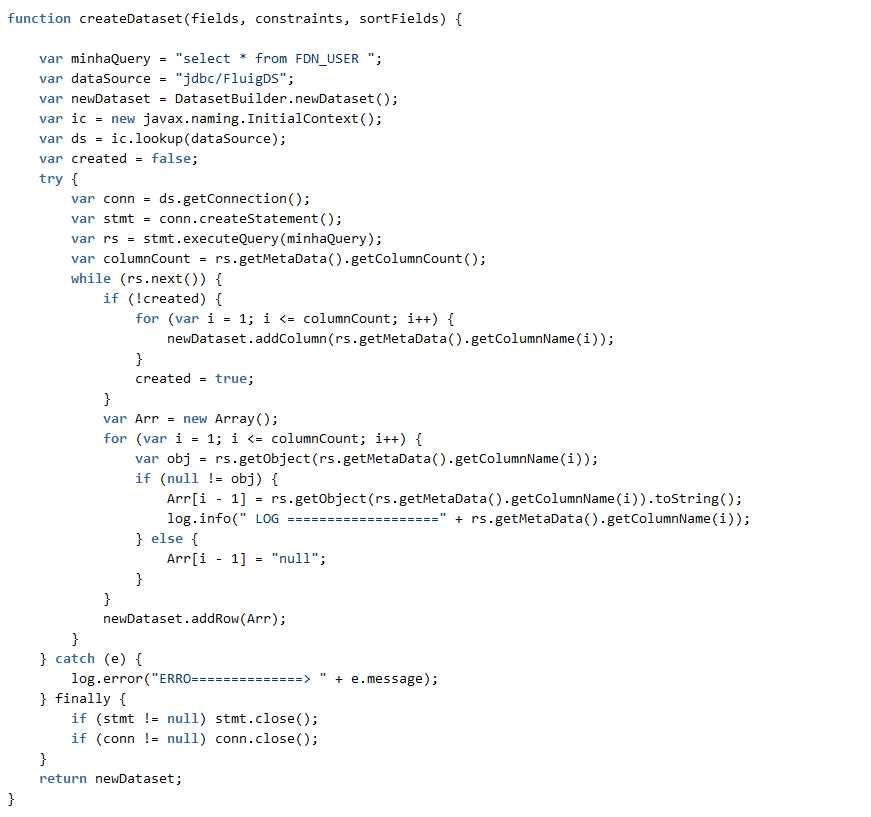 function createDataset(fields, constraints, sortFields) {

    var minhaQuery = "select * from FDN_USER ";
    var dataSource = "jdbc/FluigDS";
    var newDataset = DatasetBuilder.newDataset();
    var ic = new javax.naming.InitialContext();
    var ds = ic.lookup(dataSource);
    var created = false;
    try {
        var conn = ds.getConnection();
        var stmt = conn.createStatement();
        var rs = stmt.executeQuery(minhaQuery);
        var columnCount = rs.getMetaData().getColumnCount();
        while (rs.next()) {
            if (!created) {
                for (var i = 1; i <= columnCount; i++) {
                    newDataset.addColumn(rs.getMetaData().getColumnName(i));
                }
                created = true;
            }
            var Arr = new Array();
            for (var i = 1; i <= columnCount; i++) {
                var obj = rs.getObject(rs.getMetaData().getColumnName(i));
                if (null != obj) {
                    Arr[i - 1] = rs.getObject(rs.getMetaData().getColumnName(i)).toString();
                    log.info(" LOG ===================" + rs.getMetaData().getColumnName(i));
                } else {
                    Arr[i - 1] = "null";
                }
            }
            newDataset.addRow(Arr);
        }
    } catch (e) {
        log.error("ERRO==============> " + e.message);
    } finally {
        if (stmt != null) stmt.close();
        if (conn != null) conn.close();
    }
    return newDataset;
}